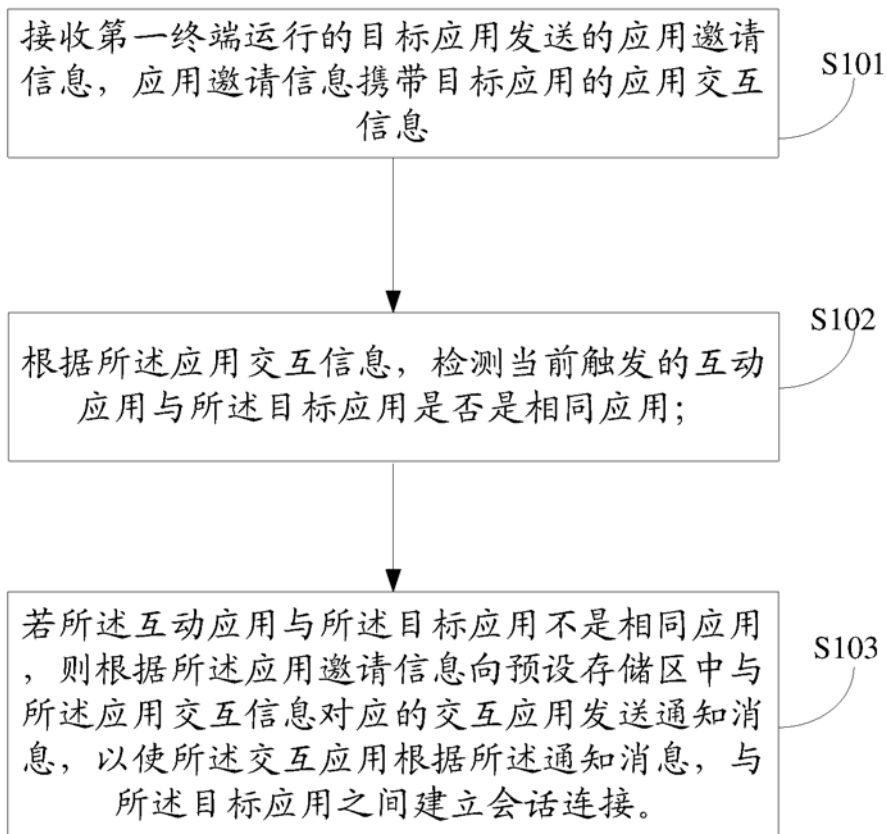 接收第一终端运行的目标应用发送的应用邀请
信息，应用邀请信息携带目标应用的应用交互
信息
S101
根据所述应用交互信息，检测当前触发的互动
应用与所述目标应用是否是相同应用；
S102
若所述互动应用与所述目标应用不是相同应用
，则根据所述应用邀请信息向预设存储区中与
所述应用交互信息对应的交互应用发送通知消
息，以使所述交互应用根据所述通知消息，与
所述目标应用之间建立会话连接。
S103